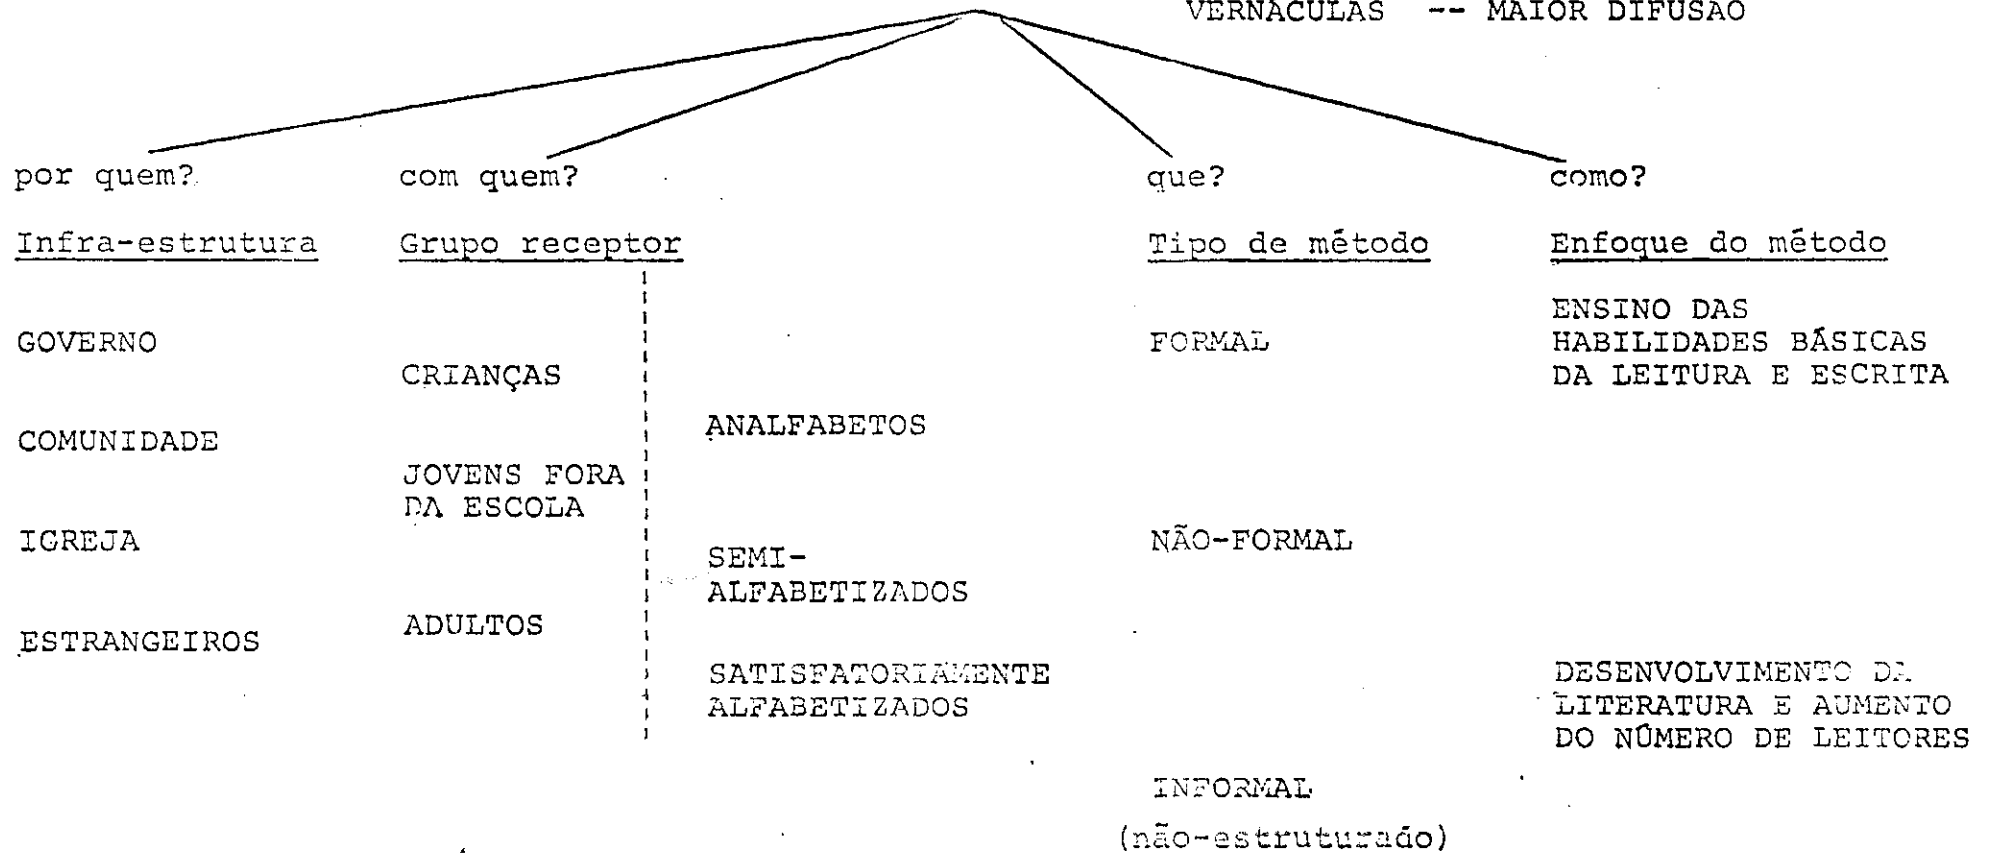 VERNÁCULAS -- MAIOR DIFUSÃO
por quem?
com quem?
que?
como?
Infra-estrutura
Grupo receptor
Tipo de método
Enfoque do método
GOVERNO
COMUNIDADE
IGREJA
ESTRANGEIROS
CRIANÇAS
JOVENS FORA
DA ESCOLA
ADULTOS
ANALFABETOS
SEMI-
ALFABETIZADOS
SATISFATORIAMENTE
ALFABETIZADOS
FORMAL
NÃO-FORMAL
INFORMAL
(não-estruturado)
ENSINO DAS
HABILIDADES BÁSICAS
DA LEITURA E ESCRITA
DESENVOLVIMENTO DA
LITERATURA E AUMENTO
DO NÚMERO DE LEITORES